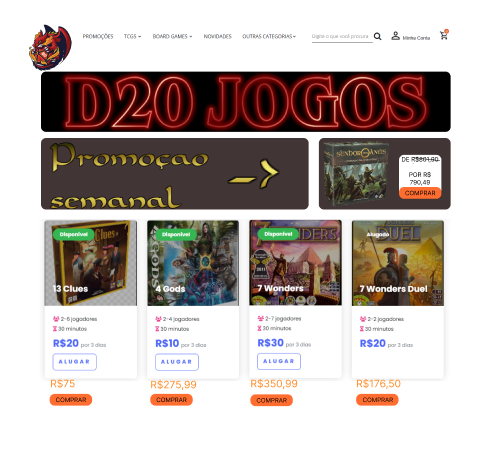 PROMOÇÕES TCGS BOARD GAMES NOVIDADES OUTRAS CATEGORIAS Digite o que você procura Minha Conta
D20 JOGOS
Promoçao
semanal
SENHOR DOS ANÉIS
DE R$861,90
POR R$
790,49
COMPRAR
Disponível Disponível Disponível Alugado
13 Clues 4 Gods 7 Wonders 7 Wonders Duel
2-6 jogadores 2-4 jogadores 2-7 jogadores 2-2 jogadores
30 minutos 30 minutos 30 minutos 30 minutos
R$20 por 3 dias R$10 por 3 dias R$30 por 3 dias R$20 por 3 dias
ALUGAR ALUGAR ALUGAR
R$75 R$275,99 R$350,99 R$176,50
COMPRAR COMPRAR COMPRAR COMPRAR